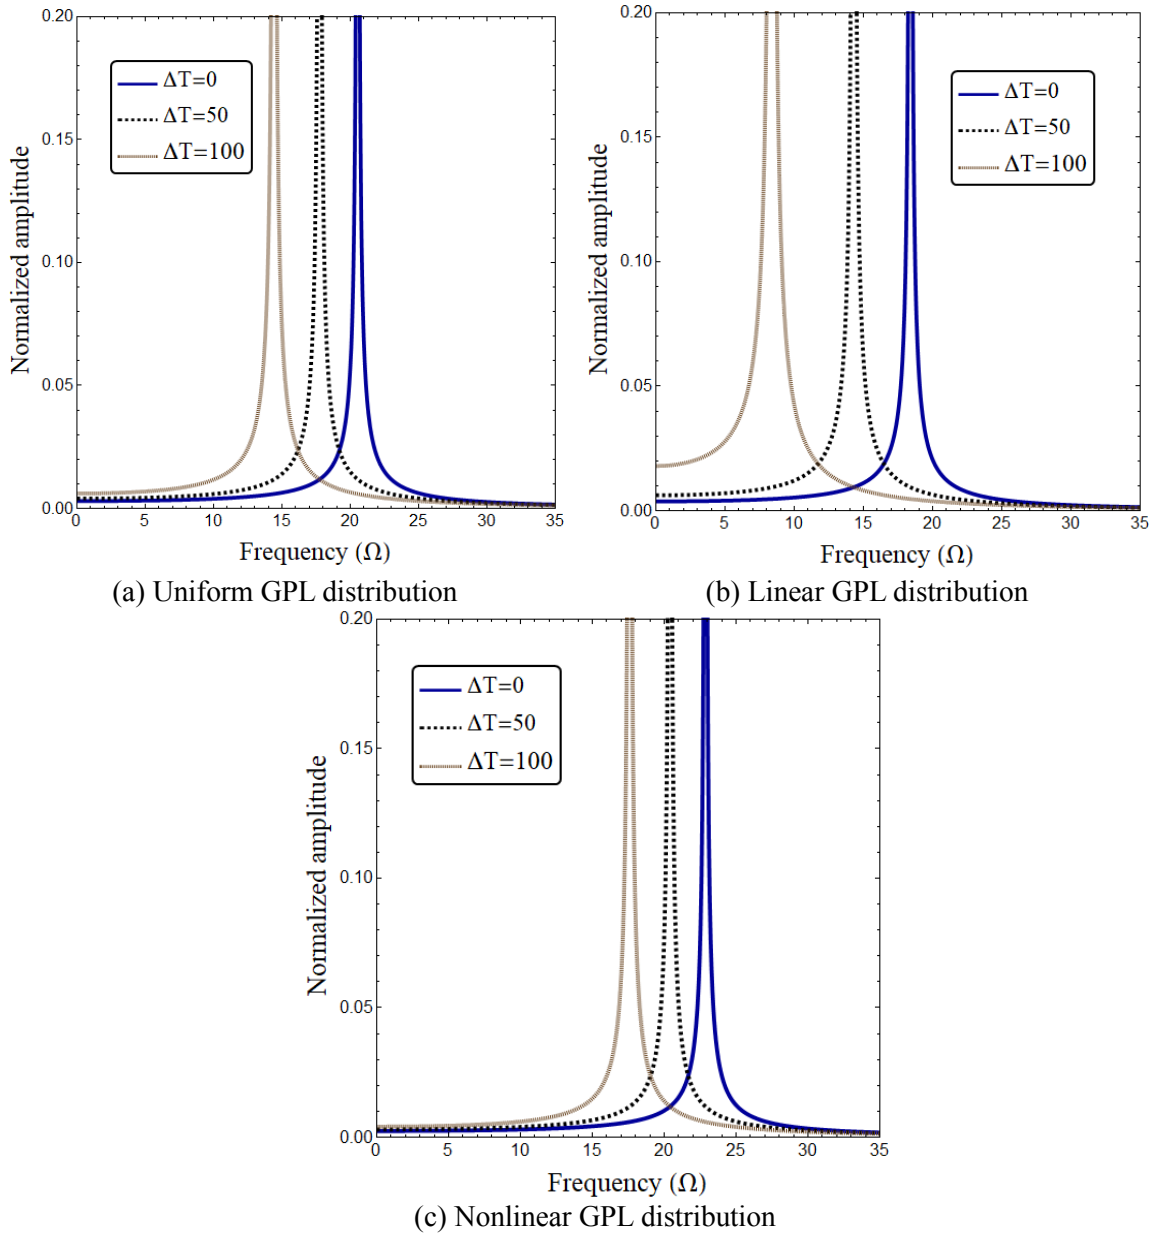 0.20
0.15
0.10
0.05
0.00
0
5
10
15
20
25
30
35
Normalized amplitude
Frequency (Ω)
ΔT=0
ΔT=50
ΔT=100
(a) Uniform GPL distribution
0.20
0.15
0.10
0.05
0.00
0
5
10
15
20
25
30
35
Normalized amplitude
Frequency (Ω)
ΔT=0
ΔT=50
ΔT=100
(b) Linear GPL distribution
0.20
0.15
0.10
0.05
0.00
0
5
10
15
20
25
30
35
Normalized amplitude
Frequency (Ω)
ΔT=0
ΔT=50
ΔT=100
(c) Nonlinear GPL distribution